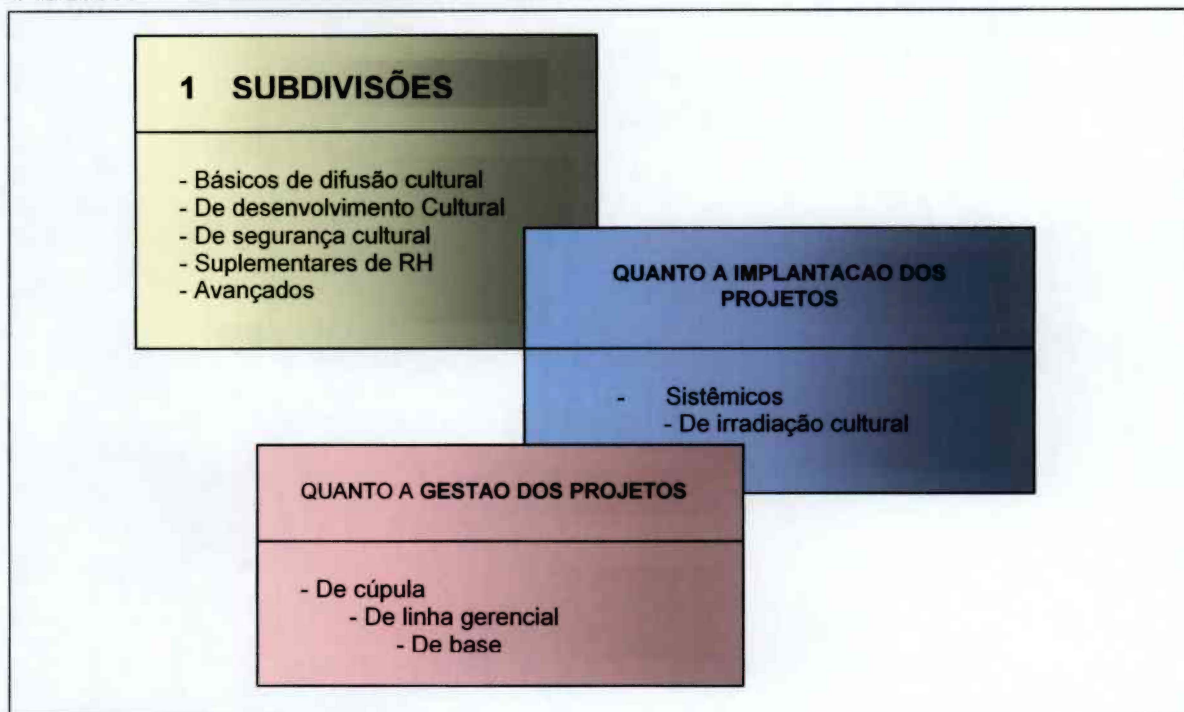 1 SUBDIVISÕES
- Básicos de difusão cultural
- De desenvolvimento Cultural
- De segurança cultural
- Suplementares de RH
- Avançados
QUANTO A IMPLANTACAO DOS
PROJETOS
- Sistêmicos
- De irradiação cultural
QUANTO A GESTAO DOS PROJETOS
- De cúpula
- De linha gerencial
- De base